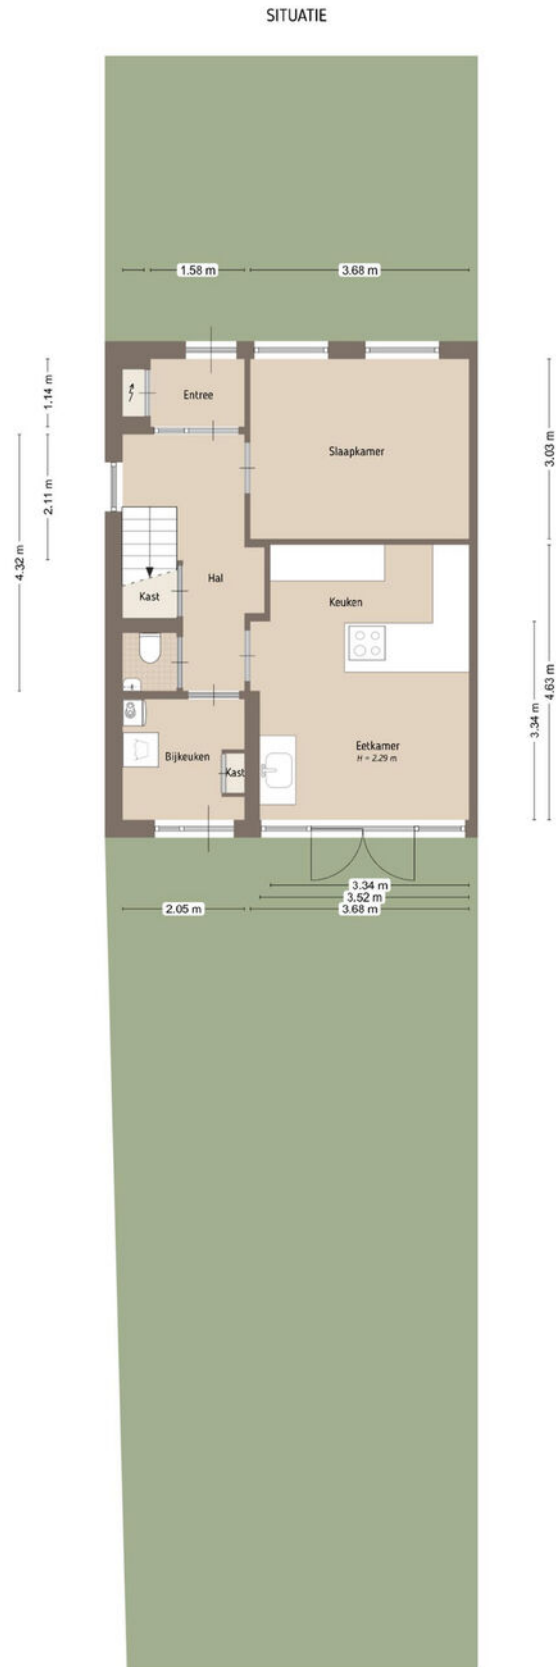 SITUATIE
1.58 m
3.68 m
1.14 m
Entree
Slaapkamer
3.03 m
2.11 m
4.32 m
Hal
Kast
Keuken
4.63 m
3.34 m
Eetkamer
H = 2.29 m
Bijkeuken
Kast
3.34 m
3.52 m
2.05 m
3.68 m